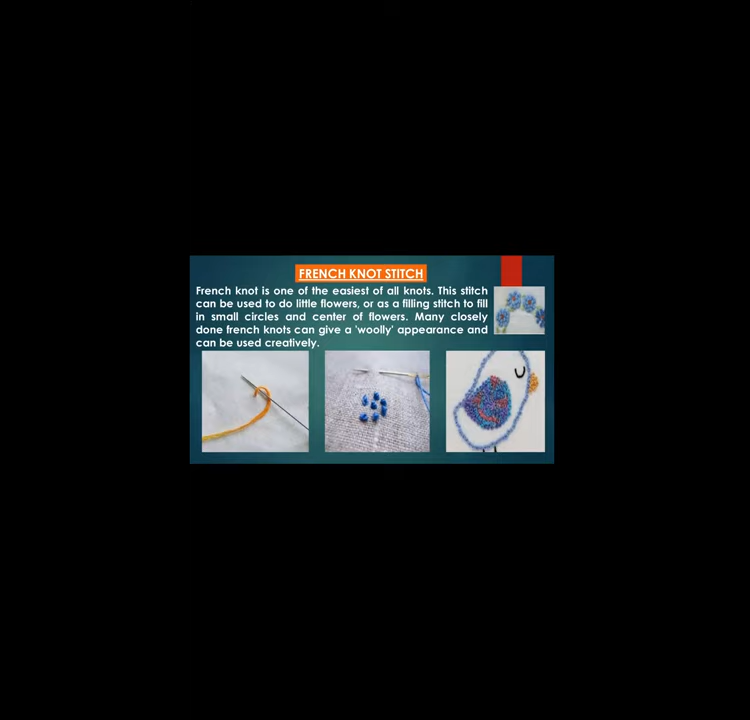 FRENCH KNOT STITCH
French knot is one of the easiest of all knots. This stitch
can be used to do little flowers, or as a filling stitch to fill
in small circles and center of flowers. Many closely
done french knots can give a 'woolly' appearance and
can be used creatively.